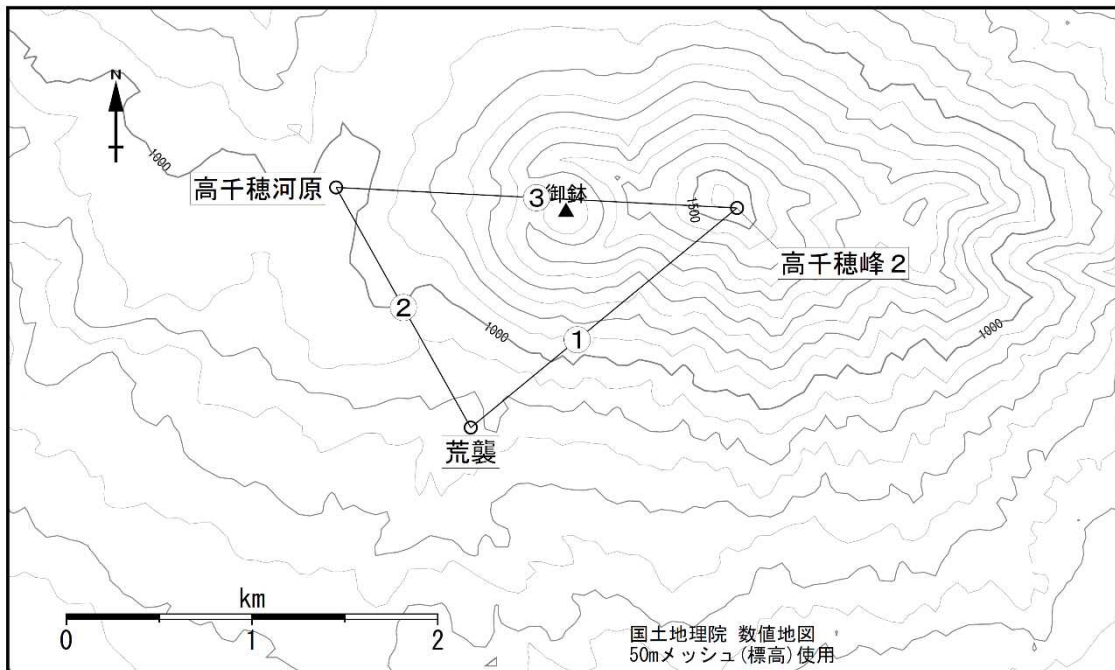 N
1000
高千穂河原
③
御鉢
1500
高千穂峰２
②
1000
①
1000
荒襲
km
0
1
2
国土地理院 数値地図
50mメッシュ(標高)使用